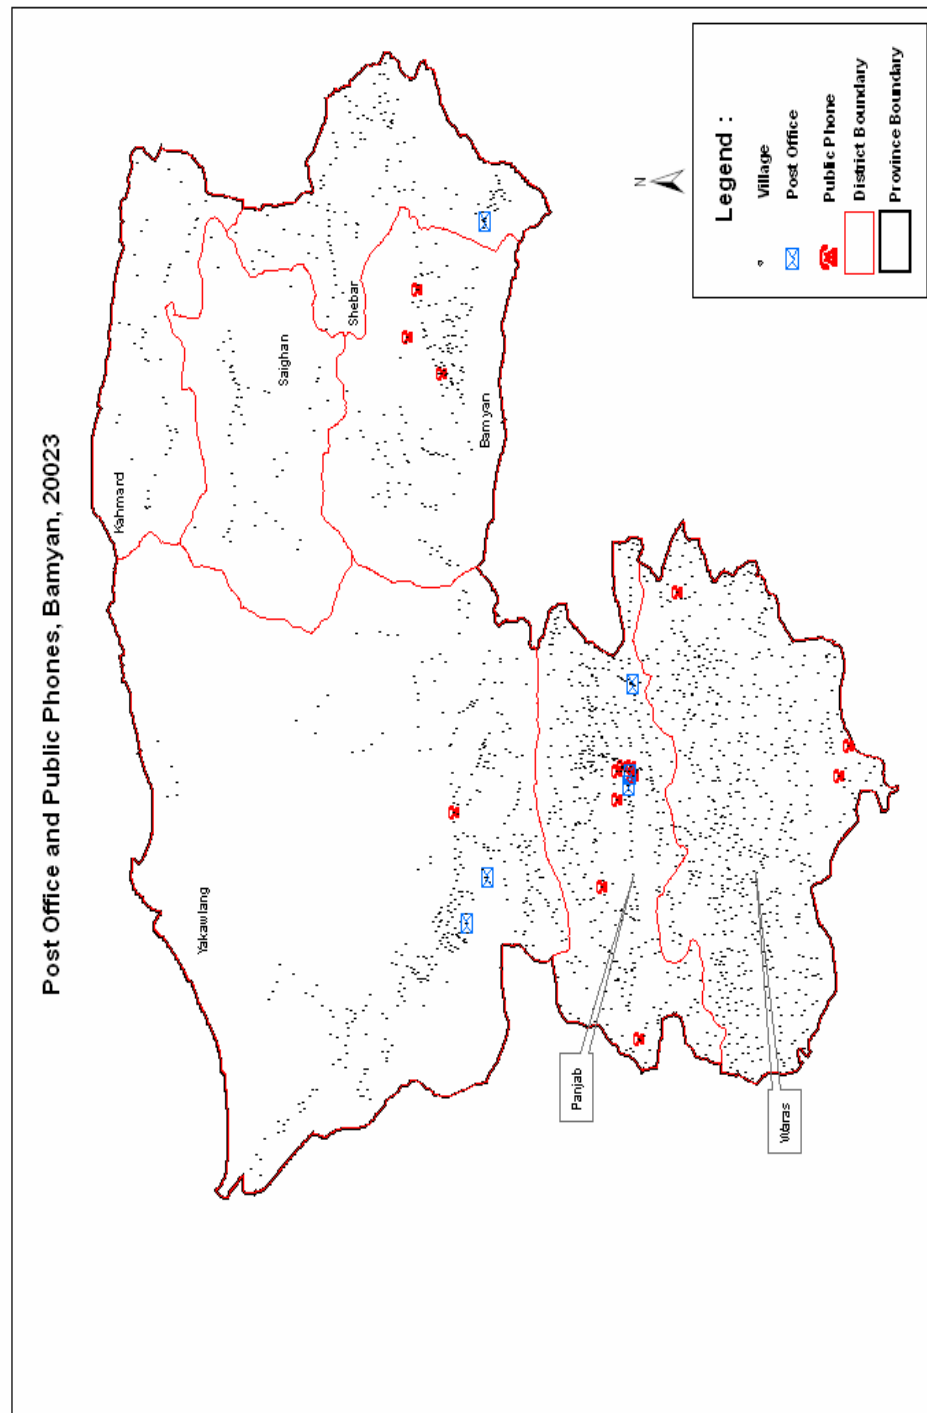 Post Office and Public Phones, Bamyan, 20023
Kahmard
Yakawlang
Saighan
Shebar
Bamyan
Panjab
Waras
N
Legend :
Village
Post Office
Public Phone
District Boundary
Province Boundary